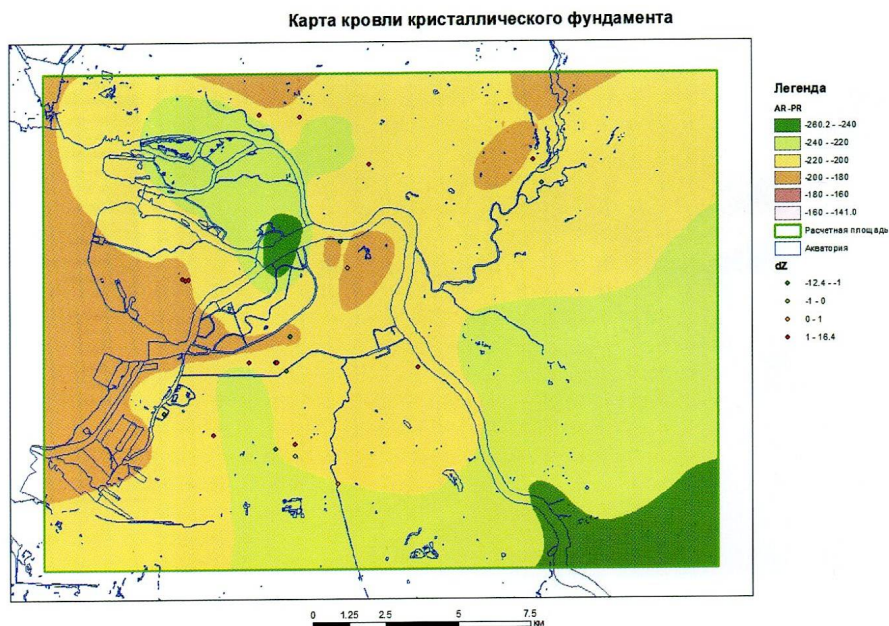 Карта кровли кристаллического фундамента
Легенда
AR-PR
-260.2 - -240
-240 - -220
-220 - -200
-200 - -180
-180 - -160
-160 - -141.0
Расчетная площадь
Акватория
dZ
-12.4 - -1
-1 - 0
0 - 1
1 - 16.4
0 1.25 2.5 5 7.5
км